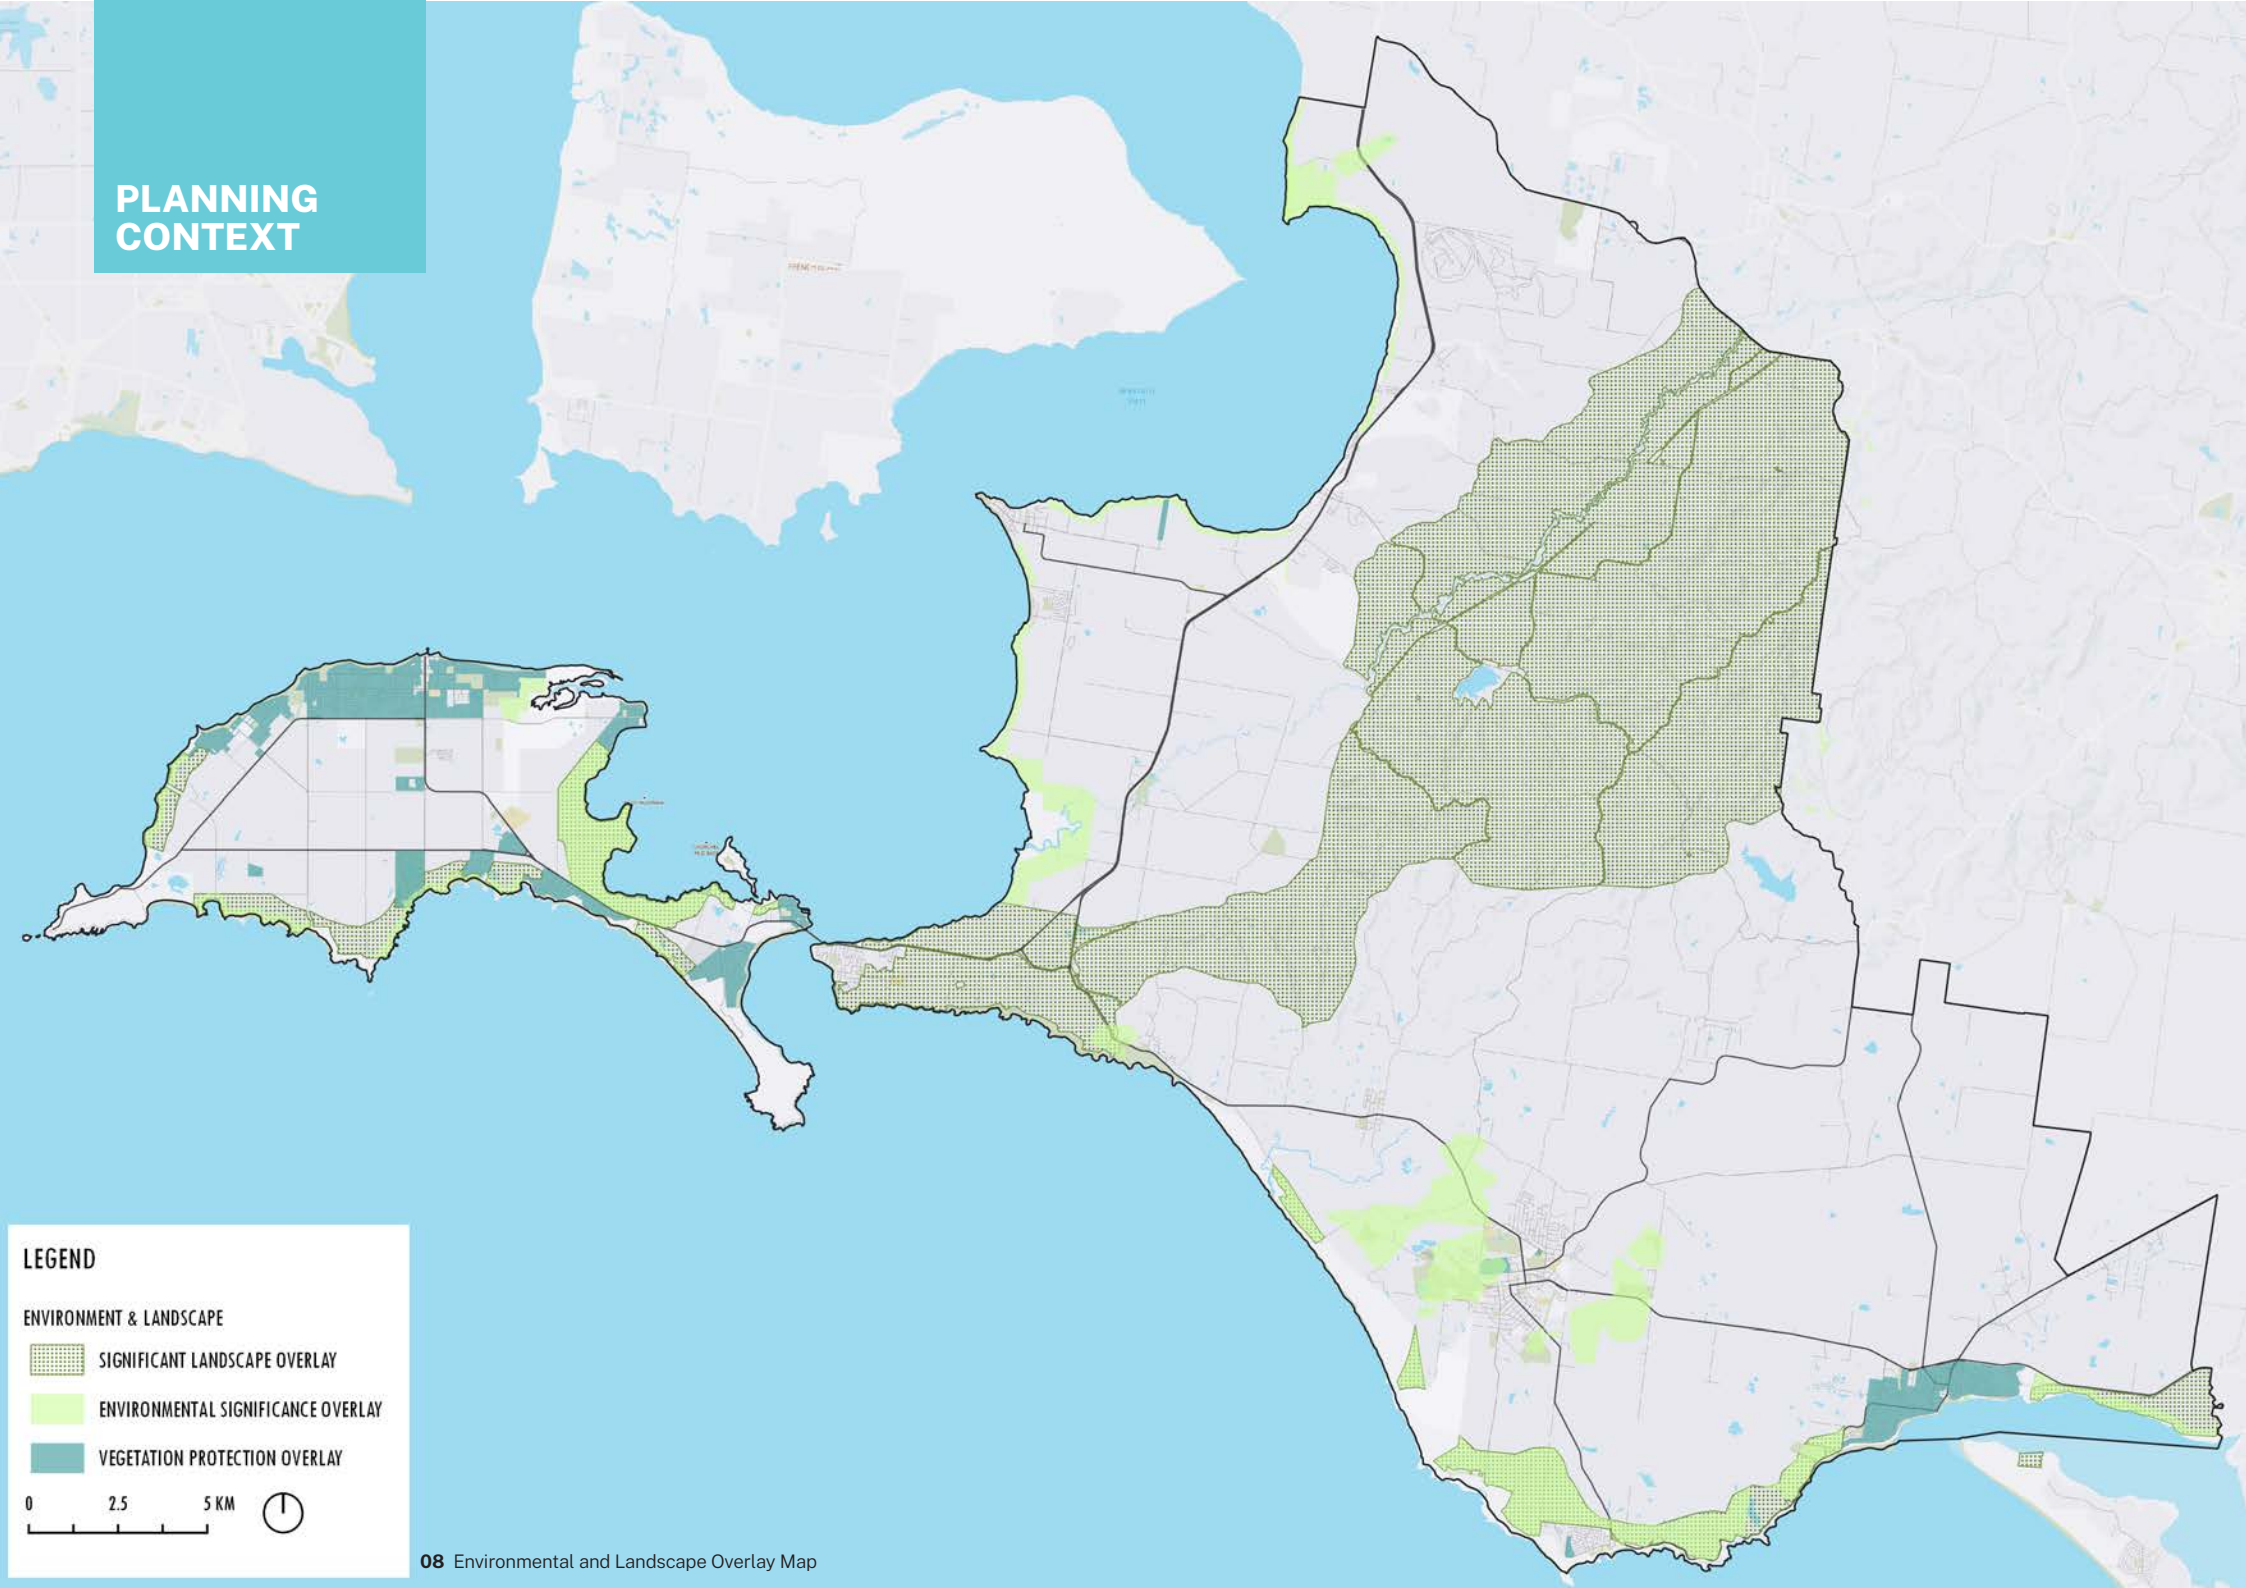 PLANNING
CONTEXT
LEGEND
ENVIRONMENT & LANDSCAPE
SIGNIFICANT LANDSCAPE OVERLAY
ENVIRONMENTAL SIGNIFICANCE OVERLAY
VEGETATION PROTECTION OVERLAY
0 2.5 5 KM
08 Environmental and Landscape Overlay Map